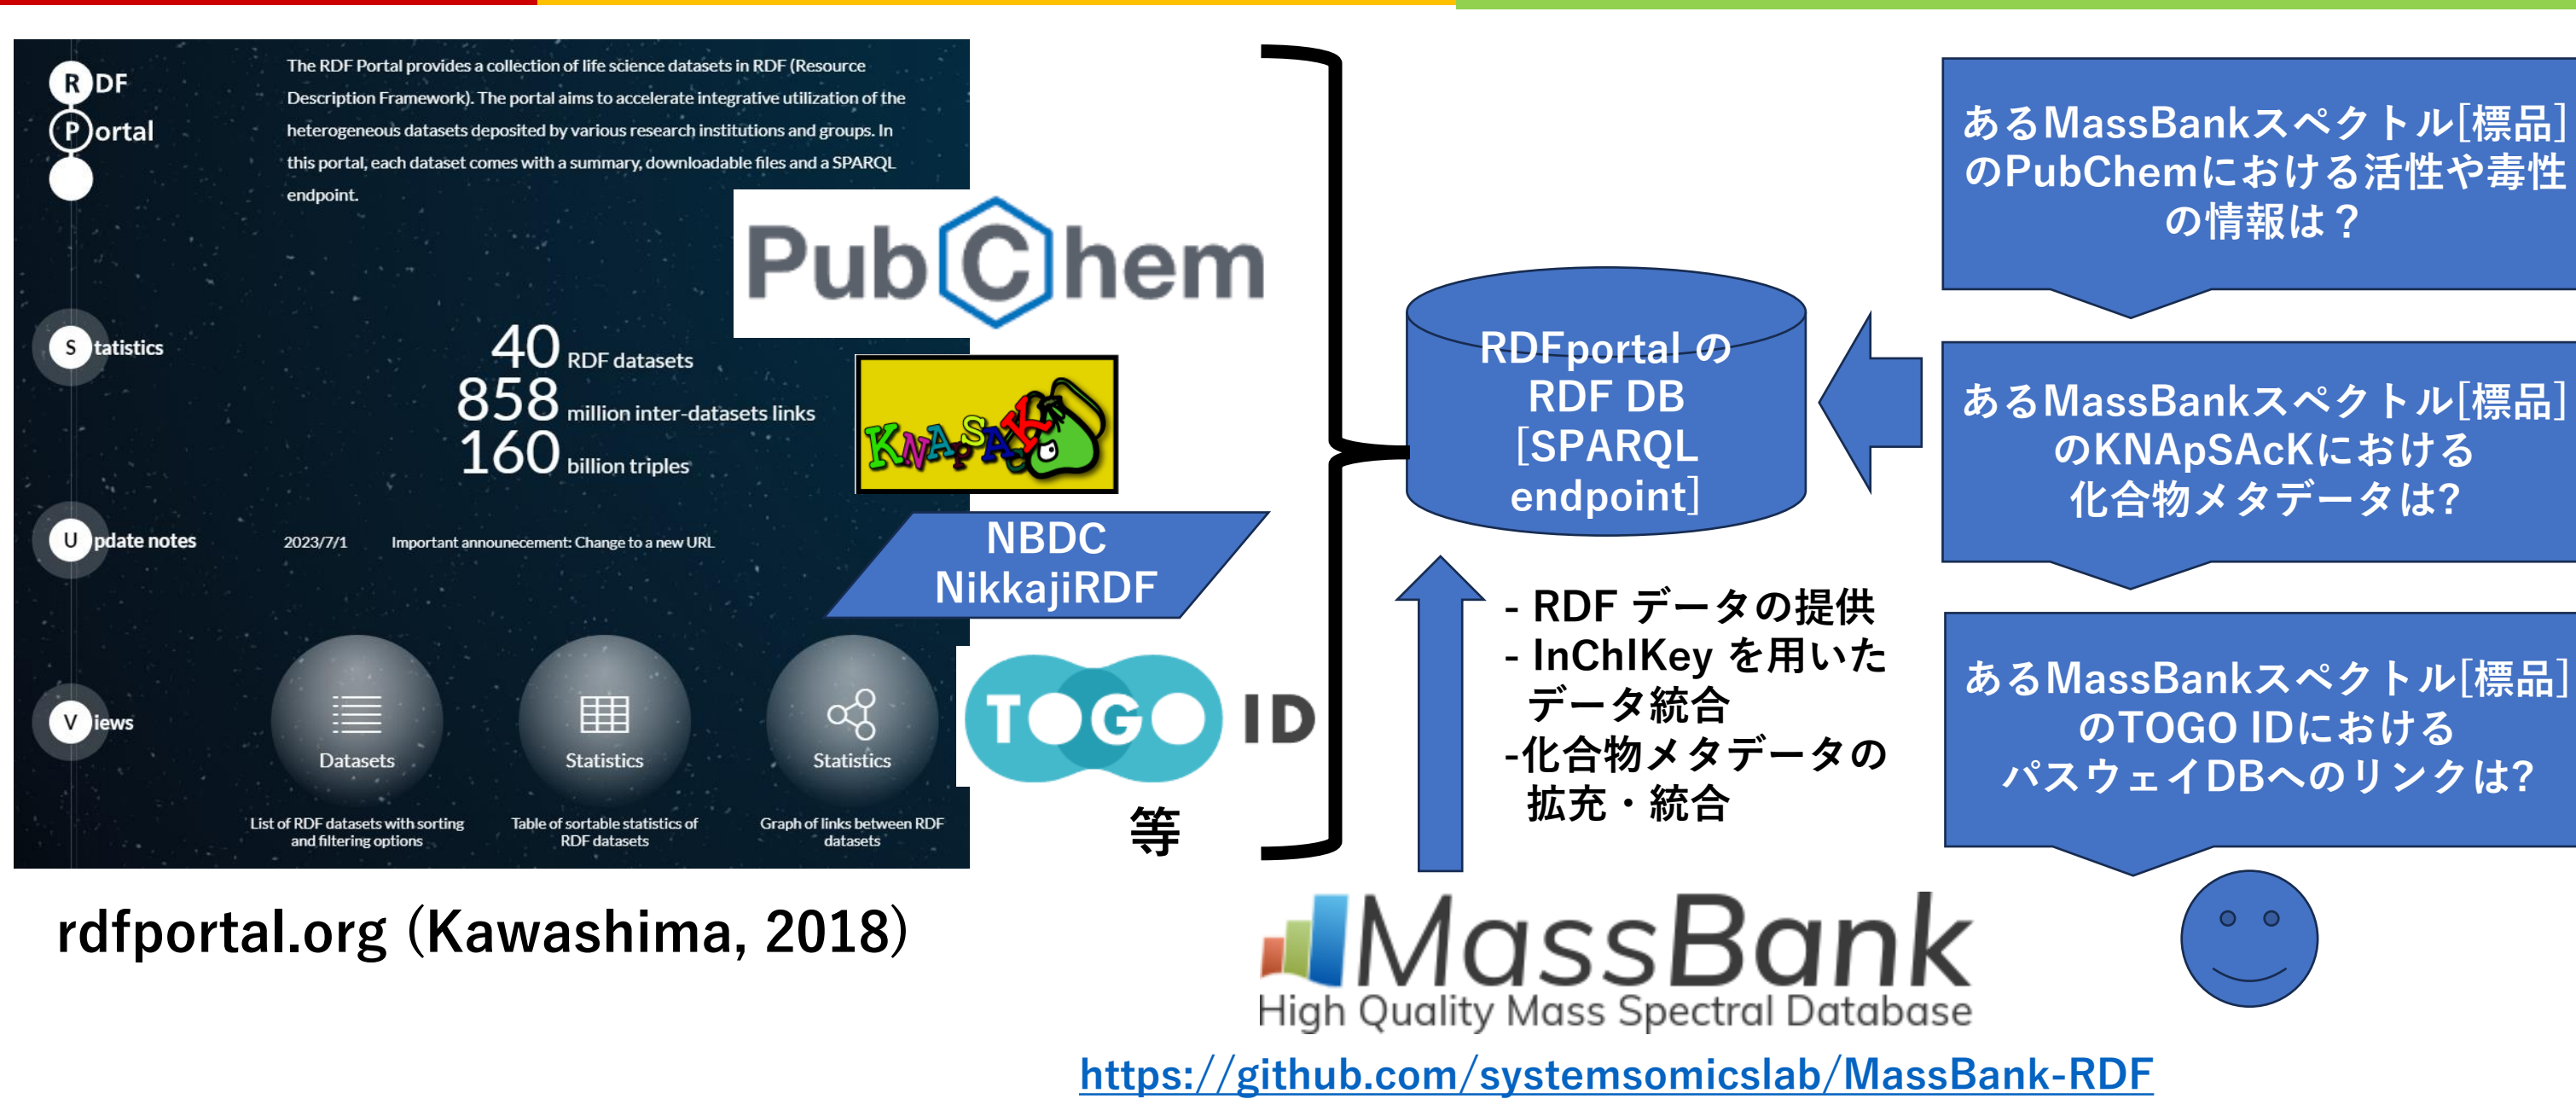 RDF
Portal
The RDF Portal provides a collection of life science datasets in RDF (Resource
Description Framework). The portal aims to accelerate integrative utilization of the
heterogeneous datasets deposited by various research institutions and groups. In
this portal, each dataset comes with a summary, downloadable files and a SPARQL
endpoint.
Statistics
40 RDF datasets
858 million inter-datasets links
160 billion triples
Update notes
2023/7/1 Important announecement: Change to a new URL
Views
Datasets
List of RDF datasets with sorting
and filtering options
Statistics
Table of sortable statistics of
RDF datasets
Statistics
Graph of links between RDF
datasets
rdfportal.org (Kawashima, 2018)
PubChem
KNApSAcK
NBDC
NikkajiRDF
TOGO ID
等
RDFportal の
RDF DB
[SPARQL
endpoint]
- RDF データの提供
- InChIKey を用いた
データ統合
-化合物メタデータの
拡充・統合
MassBank
High Quality Mass Spectral Database
https://github.com/systemsomicslab/MassBank-RDF
あるMassBankスペクトル[標品]
のPubChemにおける活性や毒性
の情報は？
あるMassBankスペクトル[標品]
のKNApSAcKにおける
化合物メタデータは?
あるMassBankスペクトル[標品]
のTOGO IDにおける
パスウェイDBへのリンクは?